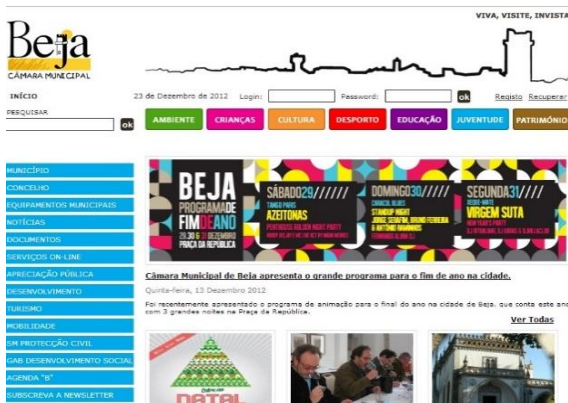 VIVA, VISITE, INVISTA
Beja
CÂMARA MUNICIPAL
INÍCIO
23 de Dezembro de 2012 Login: Password: ok Registo Recuperar
PESQUISAR
ok
AMBIENTE CRIANÇAS CULTURA DESPORTO EDUCAÇÃO JUVENTUDE PATRIMÓNIO
MUNICÍPIO
CONCELHO
EQUIPAMENTOS MUNICIPAIS
NOTÍCIAS
DOCUMENTOS
SERVIÇOS ON-LINE
APRECIAÇÃO PÚBLICA
DESENVOLVIMENTO
TURISMO
MOBILIDADE
SM PROTECÇÃO CIVIL
GAB DESENVOLVIMENTO SOCIAL
AGENDA "B"
SUBSCREVA A NEWSLETTER
BEJA
PROGRAMA DE
FIM DE ANO
29.30 E 31 DEZEMBRO
PRAÇA DA REPÚBLICA
SÁBADO29//////
TANGO PARIS
AZEITONAS
DOMINGO30/////
STANDUP NIGHT
SEGUNDA31////
VIRGEM SUTA
Câmara Municipal de Beja apresenta o grande programa para o fim de ano na cidade.
Quinta-feira, 13 Dezembro 2012
Foi recentemente apresentado o programa de animação para o final do ano na cidade de Beja, que conta este ano
com 3 grandes noites na Praça da República.
Ver Todas
NATAL